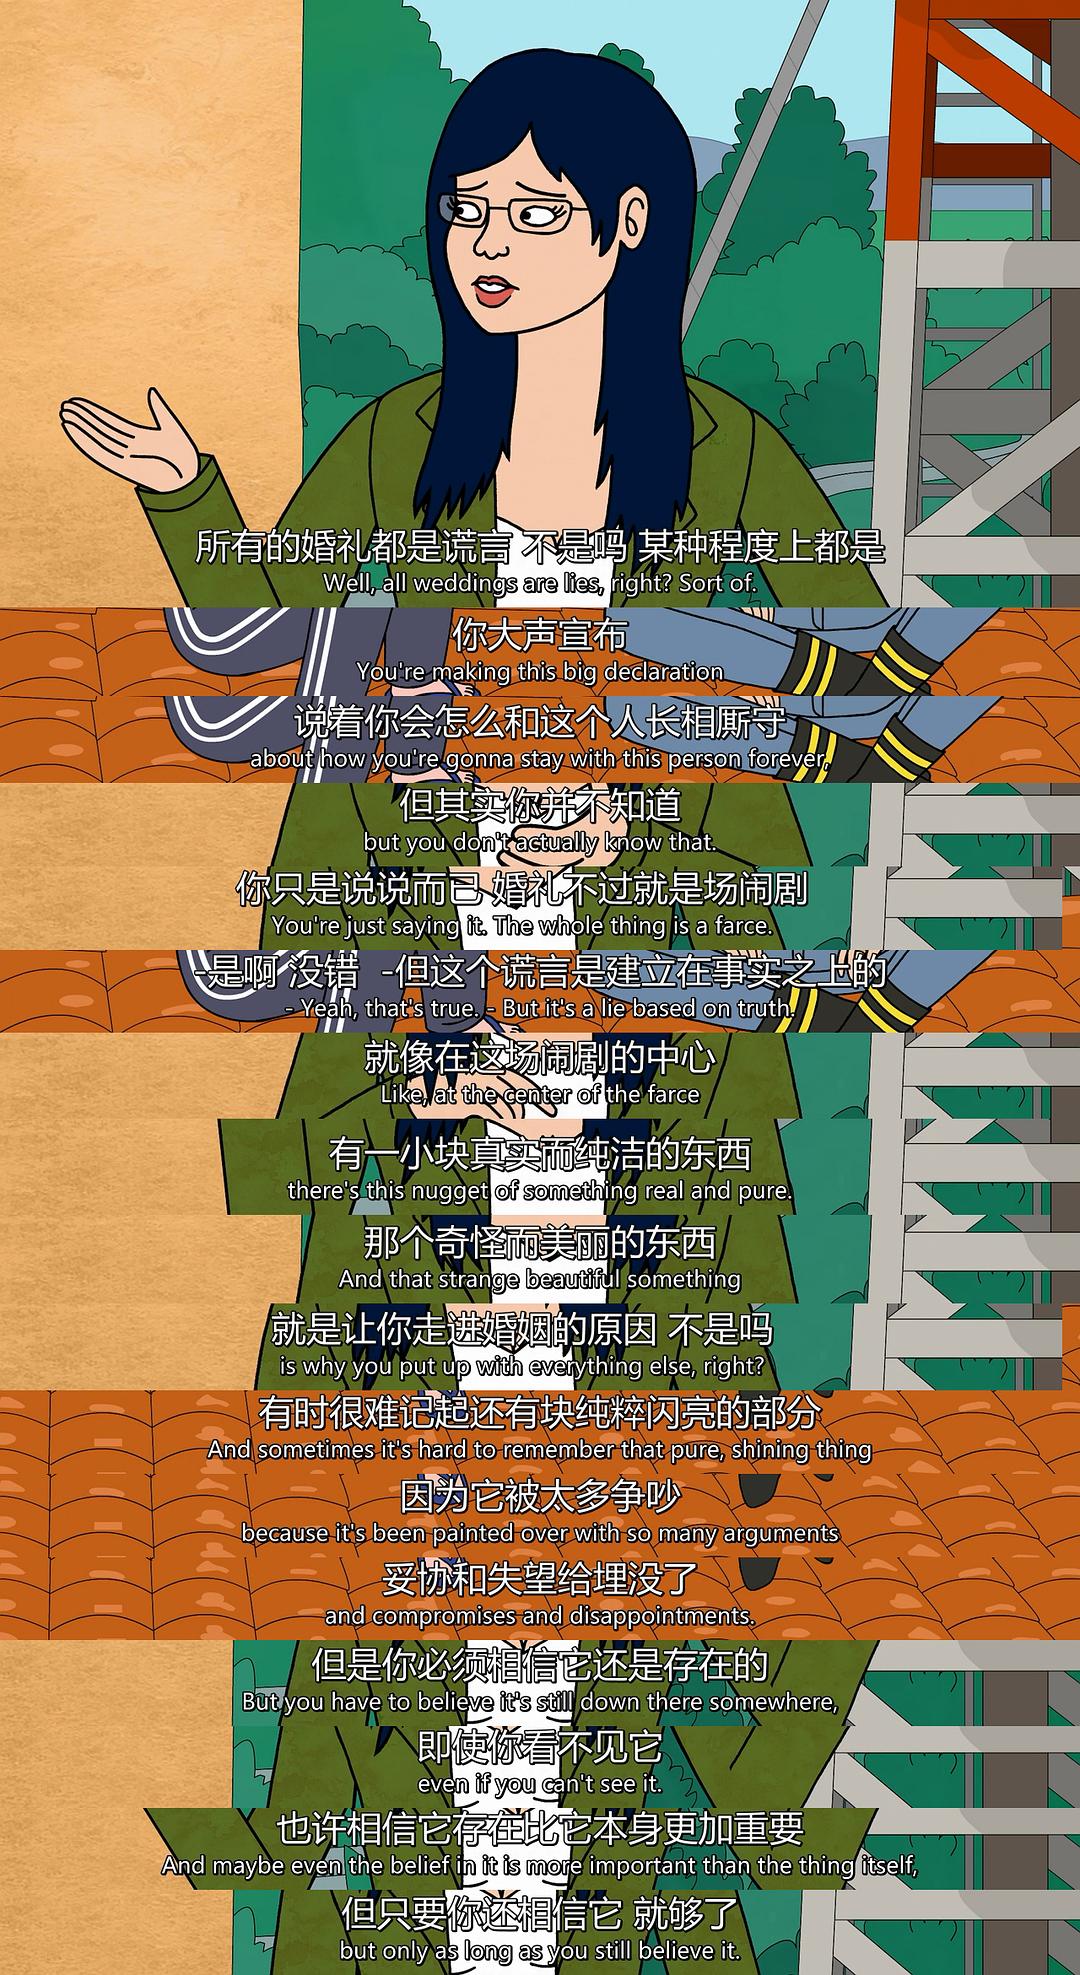 所有的婚礼都是谎言 不是吗 某种程度上都是
Well, all weddings are lies, right? Sort of.
你大声宣布
You're making this big declaration
说着你会怎么和这个人长相厮守
about how you're gonna stay with this person forever,
但其实你并不知道
but you don't actually know that.
你只是说说而已 婚礼不过就是场闹剧
You're just saying it. The whole thing is a farce.
-是啊 没错 -但这个谎言是建立在事实之上的
- Yeah, that's true. - But it's a lie based on truth.
就像在这场闹剧的中心
Like, at the center of the farce
有一小块真实而纯洁的东西
there's this nugget of something real and pure.
那个奇怪而美丽的东西
And that strange beautiful something
就是让你走进婚姻的原因 不是吗
is why you put up with everything else, right?
有时很难记起还有块纯粹闪亮的部分
And sometimes it's hard to remember that pure, shining thing
因为它被太多争吵
because it's been painted over with so many arguments
妥协和失望给埋没了
and compromises and disappointments.
但是你必须相信它还是存在的
But you have to believe it's still down there somewhere,
即使你看不见它
even if you can't see it.
也许相信它存在比它本身更加重要
And maybe even the belief in it is more important than the thing itself,
但只要你还相信它 就够了
but only as long as you still believe it.